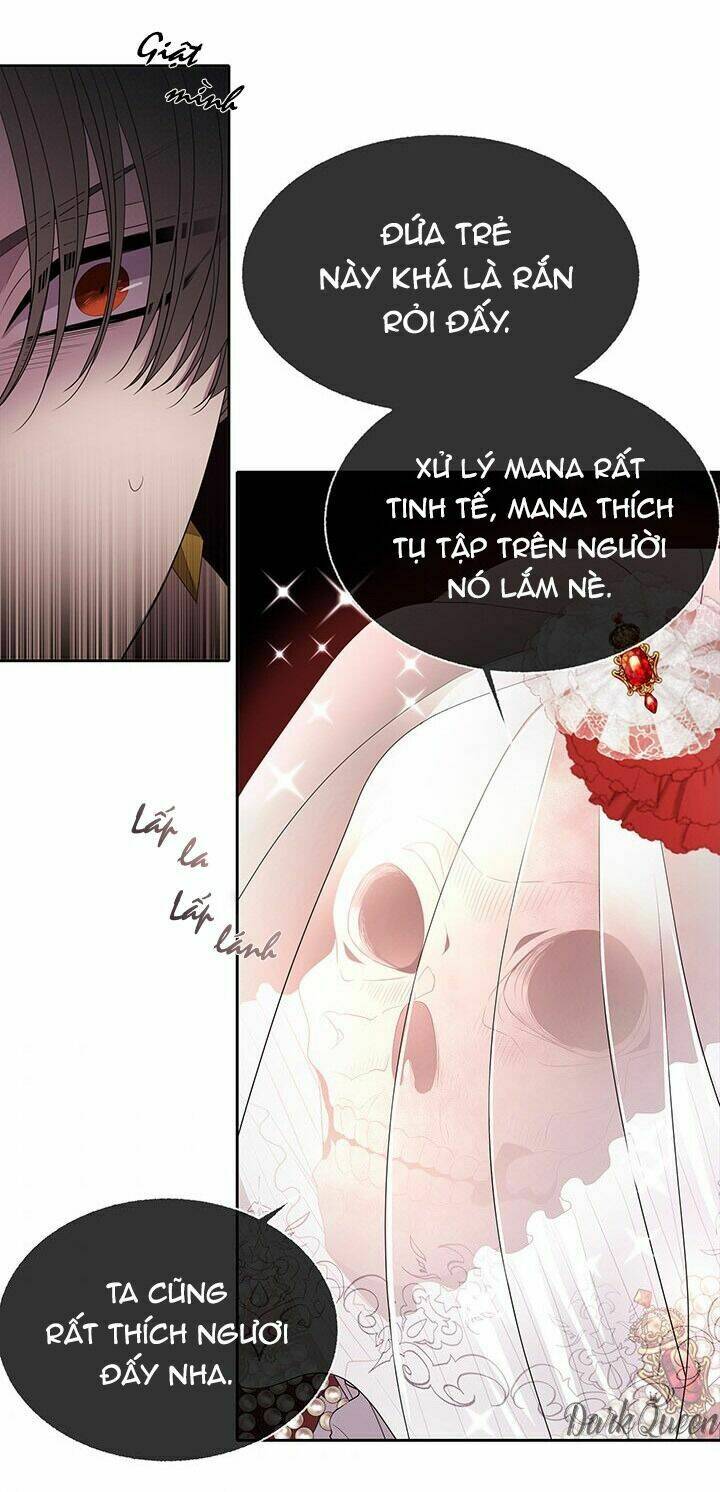 Giật
mình
ĐỨA TRẺ
NÀY KHÁ LÀ RẮN
RỎI ĐẤY.
XỬ LÝ MANA RẤT
TINH TẾ, MANA THÍCH
TỤ TẬP TRÊN NGƯỜI
NÓ LẮM NÈ.
Lấp
la
Lấp
lánh
TA CŨNG
RẤT THÍCH NGƯƠI
ĐẤY NHA.
DarkQueen